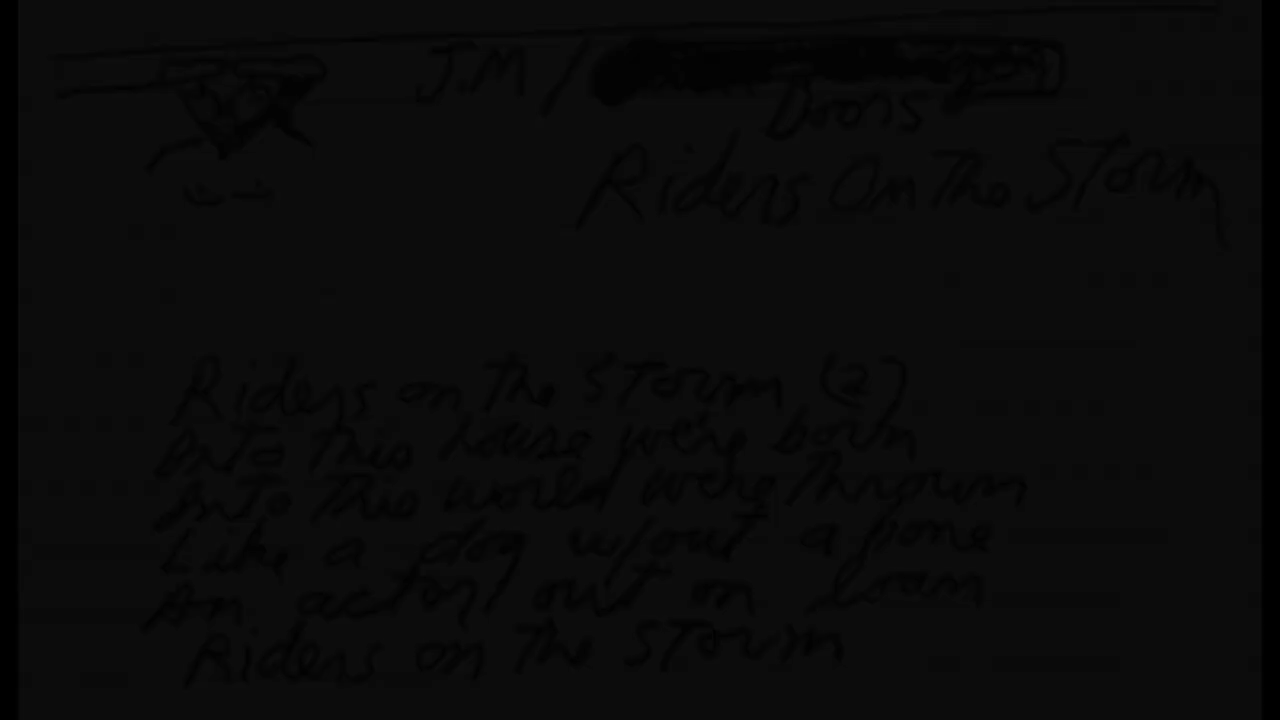 J.M /
Doors
Riders On The Storm
Riders on the Storm (2)
Into this house we're born
Into this world we're thrown
Like a dog w/out a bone
An actor out on loan
Riders on the Storm